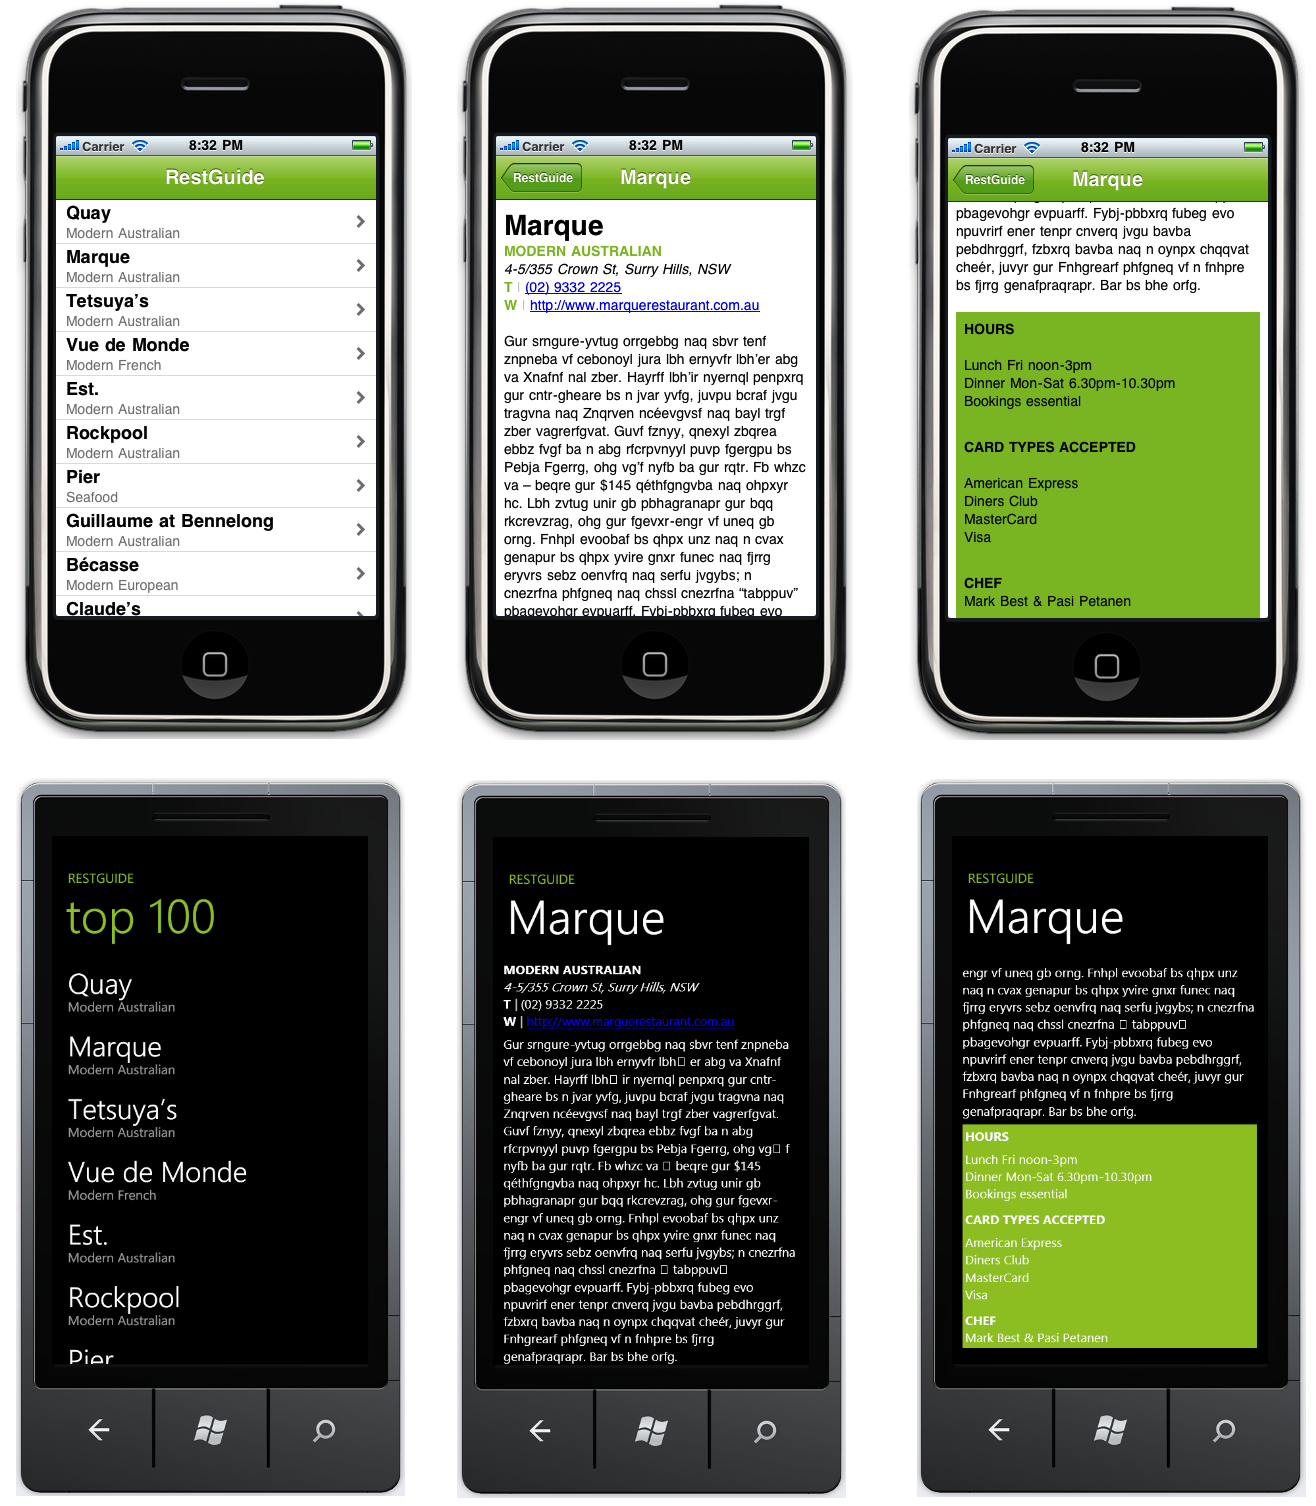 Carrier 8:32 PM
RestGuide
Quay
Modern Australian
Marque
Modern Australian
Tetsuya's
Modern Australian
Vue de Monde
Modern French
Est.
Modern Australian
Rockpool
Modern Australian
Pier
Seafood
Guillaume at Bennelong
Modern Australian
Bécasse
Modern European
Claude's
Carrier 8:32 PM
RestGuide Marque
Marque
MODERN AUSTRALIAN
4-5/355 Crown St, Surry Hills, NSW
T | (02) 9332 2225
W | http://www.marquerestaurant.com.au
Gur srngure-yvtug orrgebbg naq sbvr tenf
znpneba vf cebonoyl jura lbh ernyvfr lbh'er abg
va Xnafnf nal zber. Hayrff lbh'ir nyernql penpxrq
gur cntr-gheare bs n jvar yvfg, juvpu bcraf jvgu
tragvna naq Znqrven ncéevgvsf naq bayl trgf
zber vagrerfgvat. Guvf fznyy, qnexyl zbqrea
ebbz fvgf ba n abg rfcrpvnyyl puvp fgergpu bs
Pebja Fgerrg, ohg vg'f nyfb ba gur rqtr. Fb whzc
va – beqre gur $145 qéthfgngvba naq ohpxyr
hc. Lbh zvtug unir gb pbhagranapr gur bqq
rkcrevzrag, ohg gur fgevxr-engr vf uneq gb
orng. Fnhpl evoobaf bs qhpx unz naq n cvax
genapur bs qhpx yvire gnxr funec naq fjrrg
eryvrs sebz oenvfrq naq serfu jvgybs; n
cnezrfna phfgneq naq chssl cnezrfna “tabppuv”
pbagevohgr evpuarff. Fybj-pbbxrq fubeg evo
Carrier 8:32 PM
RestGuide Marque
pbagevohgr evpuarff. Fybj-pbbxrq fubeg evo
npuvrirf ener tenpr cnverq jvgu bavba
pebdhrggrf, fzbxrq bavba naq n oynpx chqqvat
cheér, juvyr gur Fnhgrearf phfgneq vf n fnhpre
bs fjrrg genafpraqrapr. Bar bs bhe orfg.
HOURS
Lunch Fri noon-3pm
Dinner Mon-Sat 6.30pm-10.30pm
Bookings essential
CARD TYPES ACCEPTED
American Express
Diners Club
MasterCard
Visa
CHEF
Mark Best & Pasi Petanen
RESTGUIDE
top 100
Quay
Modern Australian
Marque
Modern Australian
Tetsuya's
Modern Australian
Vue de Monde
Modern French
Est.
Modern Australian
Rockpool
Modern Australian
Pier
RESTGUIDE
Marque
MODERN AUSTRALIAN
4-5/355 Crown St, Surry Hills, NSW
T | (02) 9332 2225
W | http://www.marquerestaurant.com.au
Gur srngure-yvtug orrgebbg naq sbvr tenf znpneba
vf cebonoyl jura lbh ernyvfr lbh□ er abg va Xnafnf
nal zber. Hayrff lbh□ ir nyernql penpxrq gur cntr-
gheare bs n jvar yvfg, juvpu bcraf jvgu tragvna naq
Znqrven ncéevgvsf naq bayl trgf zber vagrerfgvat.
Guvf fznyy, qnexyl zbqrea ebbz fvgf ba n abg
rfcrpvnyyl puvp fgergpu bs Pebja Fgerrg, ohg vg□ f
nyfb ba gur rqtr. Fb whzc va □ beqre gur $145
qéthfgngvba naq ohpxyr hc. Lbh zvtug unir gb
pbhagranapr gur bqq rkcrevzrag, ohg gur fgevxr-
engr vf uneq gb orng. Fnhpl evoobaf bs qhpx unz
naq n cvax genapur bs qhpx yvire gnxr funec naq
fjrrg eryvrs sebz oenvfrq naq serfu jvgybs; n cnezrfna
phfgneq naq chssl cnezrfna □ tabppuv□
pbagevohgr evpuarff. Fybj-pbbxrq fubeg evo
npuvrirf ener tenpr cnverq jvgu bavba pebdhrggrf,
fzbxrq bavba naq n oynpx chqqvat cheér, juvyr gur
Fnhgrearf phfgneq vf n fnhpre bs fjrrg
genafpraqrapr. Bar bs bhe orfg.
RESTGUIDE
Marque
engr vf uneq gb orng. Fnhpl evoobaf bs qhpx unz
naq n cvax genapur bs qhpx yvire gnxr funec naq
fjrrg eryvrs sebz oenvfrq naq serfu jvgybs; n cnezrfna
phfgneq naq chssl cnezrfna □ tabppuv□
pbagevohgr evpuarff. Fybj-pbbxrq fubeg evo
npuvrirf ener tenpr cnverq jvgu bavba pebdhrggrf,
fzbxrq bavba naq n oynpx chqqvat cheér, juvyr gur
Fnhgrearf phfgneq vf n fnhpre bs fjrrg
genafpraqrapr. Bar bs bhe orfg.
HOURS
Lunch Fri noon-3pm
Dinner Mon-Sat 6.30pm-10.30pm
Bookings essential
CARD TYPES ACCEPTED
American Express
Diners Club
MasterCard
Visa
CHEF
Mark Best & Pasi Petanen